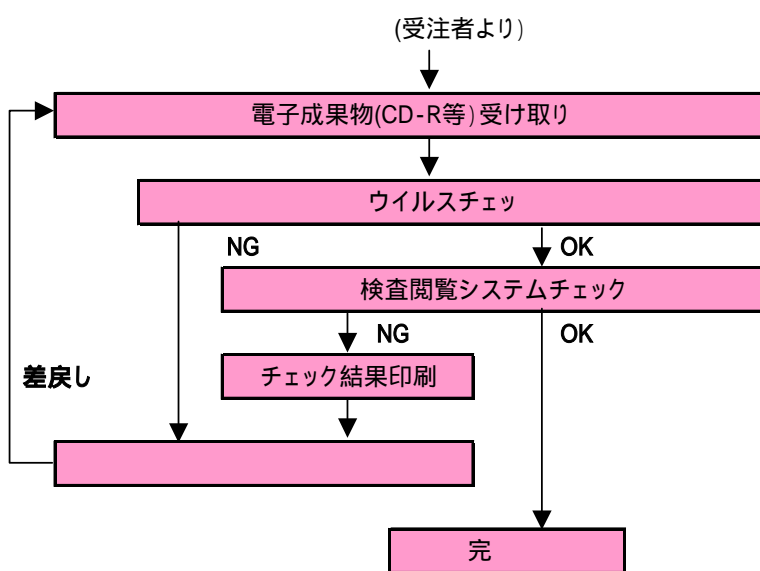 (受注者より)
電子成果物(CD-R等)受け取り
ウイルスチェッ
NG
OK
検査閲覧システムチェック
NG
OK
差戻し
チェック結果印刷
完